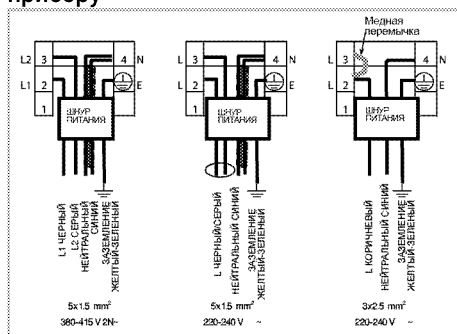 прибору
Медная
перемычка
L2 3 4 N
L1 2 E
1
ШНУР
ПИТАНИЯ
L1 ЧЕРНЫЙ
L2 СЕРЫЙ
НЕЙТРАЛЬНЫЙ
СИНИЙ
ЗАЗЕМЛЕНИЕ
ЖЕЛТЫЙ-ЗЕЛЕНЫЙ
5x1.5 mm²
380-415 V 2N~
L 3 4 N
L 2 E
1
ШНУР
ПИТАНИЯ
L ЧЕРНЫЙ/СЕРЫЙ
НЕЙТРАЛЬНЫЙ СИНИЙ
ЗАЗЕМЛЕНИЕ
ЖЕЛТЫЙ-ЗЕЛЕНЫЙ
5x1.5 mm²
220-240 V ~
L 3 4 N
L 2 E
1
ШНУР
ПИТАНИЯ
L КОРИЧНЕВЫЙ
НЕЙТРАЛЬНЫЙ СИНИЙ
ЗАЗЕМЛЕНИЕ
ЖЕЛТЫЙ-ЗЕЛЕНЫЙ
3x2.5 mm²
220-240 V ~